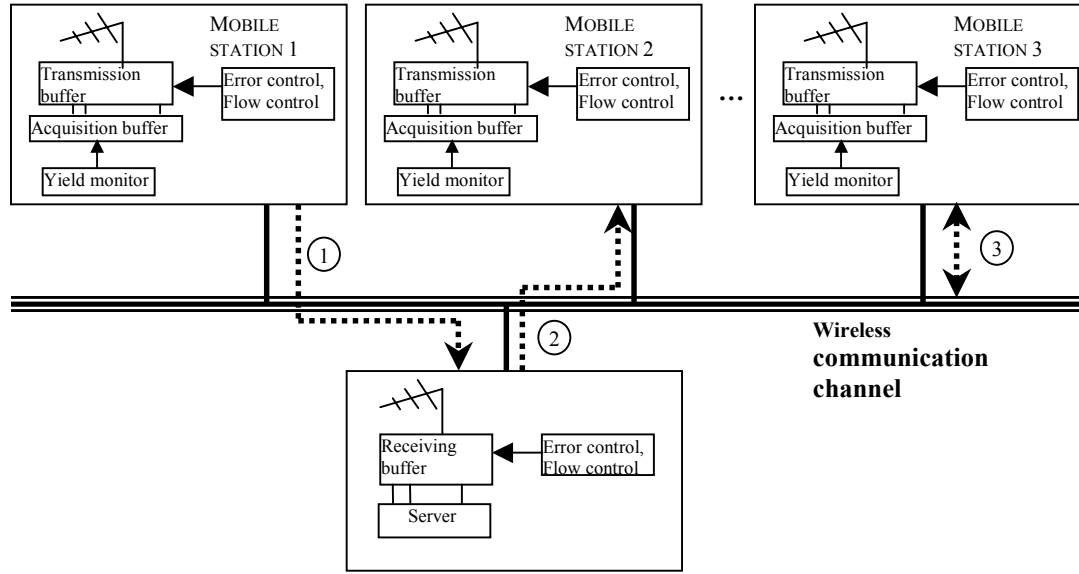 MOBILE
STATION 1
Transmission
buffer
Error control,
Flow control
Acquisition buffer
Yield monitor
MOBILE
STATION 2
Transmission
buffer
Error control,
Flow control
Acquisition buffer
Yield monitor
...
MOBILE
STATION 3
Transmission
buffer
Error control,
Flow control
Acquisition buffer
Yield monitor
1
2
3
Wireless
communication
channel
Receiving
buffer
Error control,
Flow control
Server